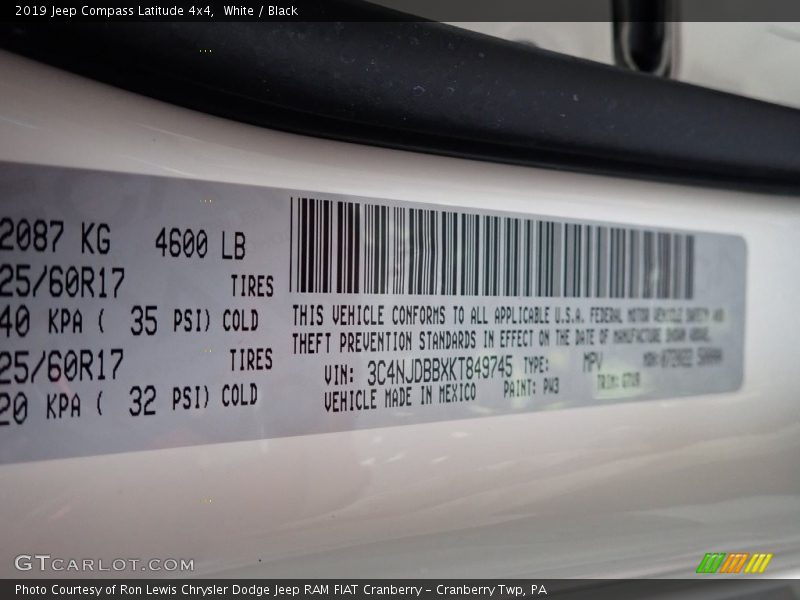 2019 Jeep Compass Latitude 4x4,  White / Black
2087 KG 4600 LB
25/60R17 TIRES
40 KPA ( 35 PSI) COLD
25/60R17 TIRES
20 KPA ( 32 PSI) COLD
THIS VEHICLE CONFORMS TO ALL APPLICABLE U.S.A. FEDERAL MOTOR VEHICLE SAFETY AND
THEFT PREVENTION STANDARDS IN EFFECT ON THE DATE OF MANUFACTURE SHOWN ABOVE.
VIN: 3C4NJDBBXKT849745 TYPE: MPV MDH:
VEHICLE MADE IN MEXICO PAINT: PW3 TRIM:
GTCARLOT.COM
Photo Courtesy of Ron Lewis Chrysler Dodge Jeep RAM FIAT Cranberry - Cranberry Twp, PA